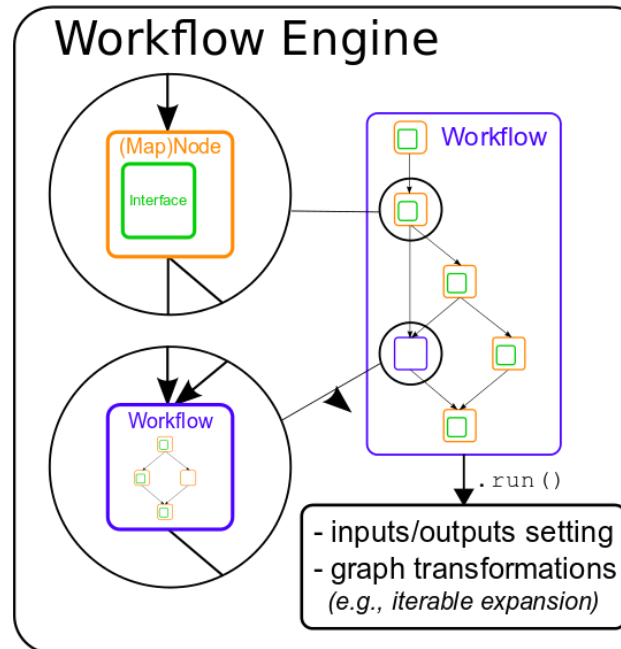 Workflow Engine
(Map)Node
Interface
Workflow
Workflow
.run()
- inputs/outputs setting
- graph transformations
(e.g., iterable expansion)